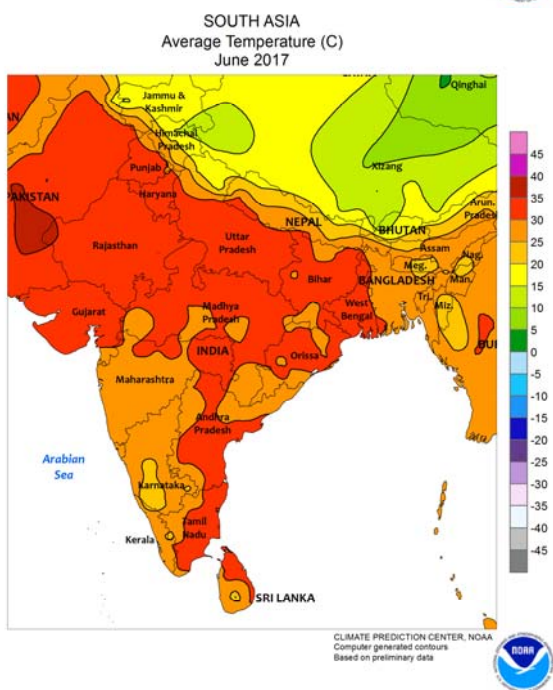 SOUTH ASIA
Average Temperature (C)
June 2017
Qinghai
Jammu &
Kashmir
Himachal
Pradesh
Xizang
Punjab
Haryana
PAKISTAN
NEPAL
BHUTAN
Arun.
Pradesh
Rajasthan
Uttar
Pradesh
Assam
Nag.
Meg.
Bihar
BANGLADESH
Man.
Tri.
Miz.
Gujarat
Madhya
Pradesh
West
Bengal
INDIA
Orissa
Maharashtra
Andhra
Pradesh
Arabian
Sea
Karnataka
Tamil
Nadu
Kerala
SRI LANKA
45
40
35
30
25
20
15
10
5
0
-5
-10
-15
-20
-25
-30
-35
-40
-45
CLIMATE PREDICTION CENTER, NOAA
Computer generated contours
Based on preliminary data
NOAA